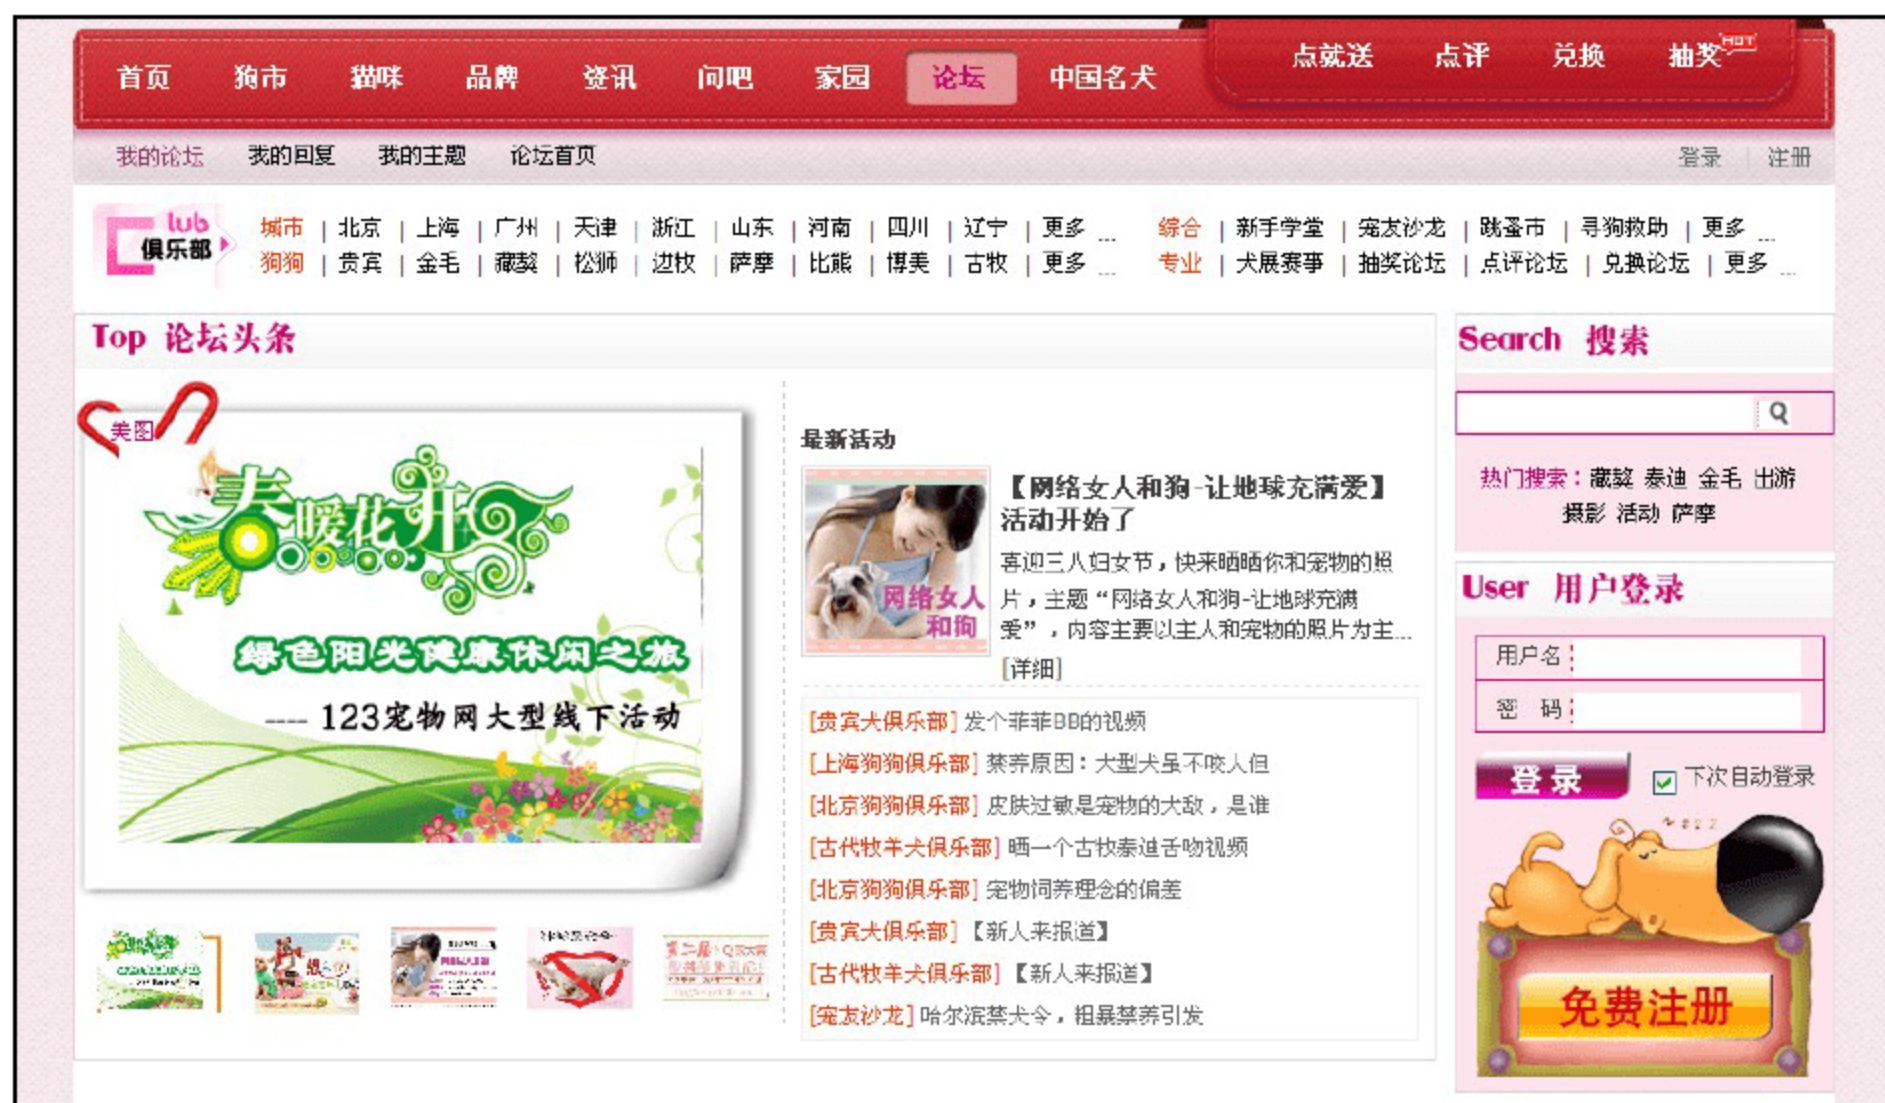 首页 狗市 猫咪 品牌 资讯 问吧 家园 论坛 中国名犬 点就送 点评 兑换 抽奖 HOT
我的论坛 我的回复 我的主题 论坛首页 登录 | 注册
Club 俱乐部
城市 | 北京 | 上海 | 广州 | 天津 | 浙江 | 山东 | 河南 | 四川 | 辽宁 | 更多 ...
狗狗 | 贵宾 | 金毛 | 藏獒 | 松狮 | 边牧 | 萨摩 | 比熊 | 博美 | 古牧 | 更多 ...
综合 | 新手学堂 | 宠友沙龙 | 跳蚤市 | 寻狗救助 | 更多 ...
专业 | 犬展赛事 | 抽奖论坛 | 点评论坛 | 兑换论坛 | 更多 ...
Top 论坛头条
美图
春暖花开
绿色阳光健康休闲之旅
---- 123宠物网大型线下活动
最新活动
网络女人
和狗
【网络女人和狗-让地球充满爱】
活动开始了
喜迎三八妇女节，快来晒晒你和宠物的照
片，主题“网络女人和狗-让地球充满
爱”，内容主要以主人和宠物的照片为主...
[详细]
[贵宾犬俱乐部] 发个菲菲BB的视频
[上海狗狗俱乐部] 禁养原因：大型犬虽不咬人但
[北京狗狗俱乐部] 皮肤过敏是宠物的大敌，是谁
[古代牧羊犬俱乐部] 晒一个古牧泰迪舌吻视频
[北京狗狗俱乐部] 宠物饲养理念的偏差
[贵宾犬俱乐部] 【新人来报道】
[古代牧羊犬俱乐部] 【新人来报道】
[宠友沙龙] 哈尔滨禁犬令，粗暴禁养引发
Search 搜索
热门搜索：藏獒 泰迪 金毛 出游
摄影 活动 萨摩
User 用户登录
用户名
密 码
登录 下次自动登录
免费注册